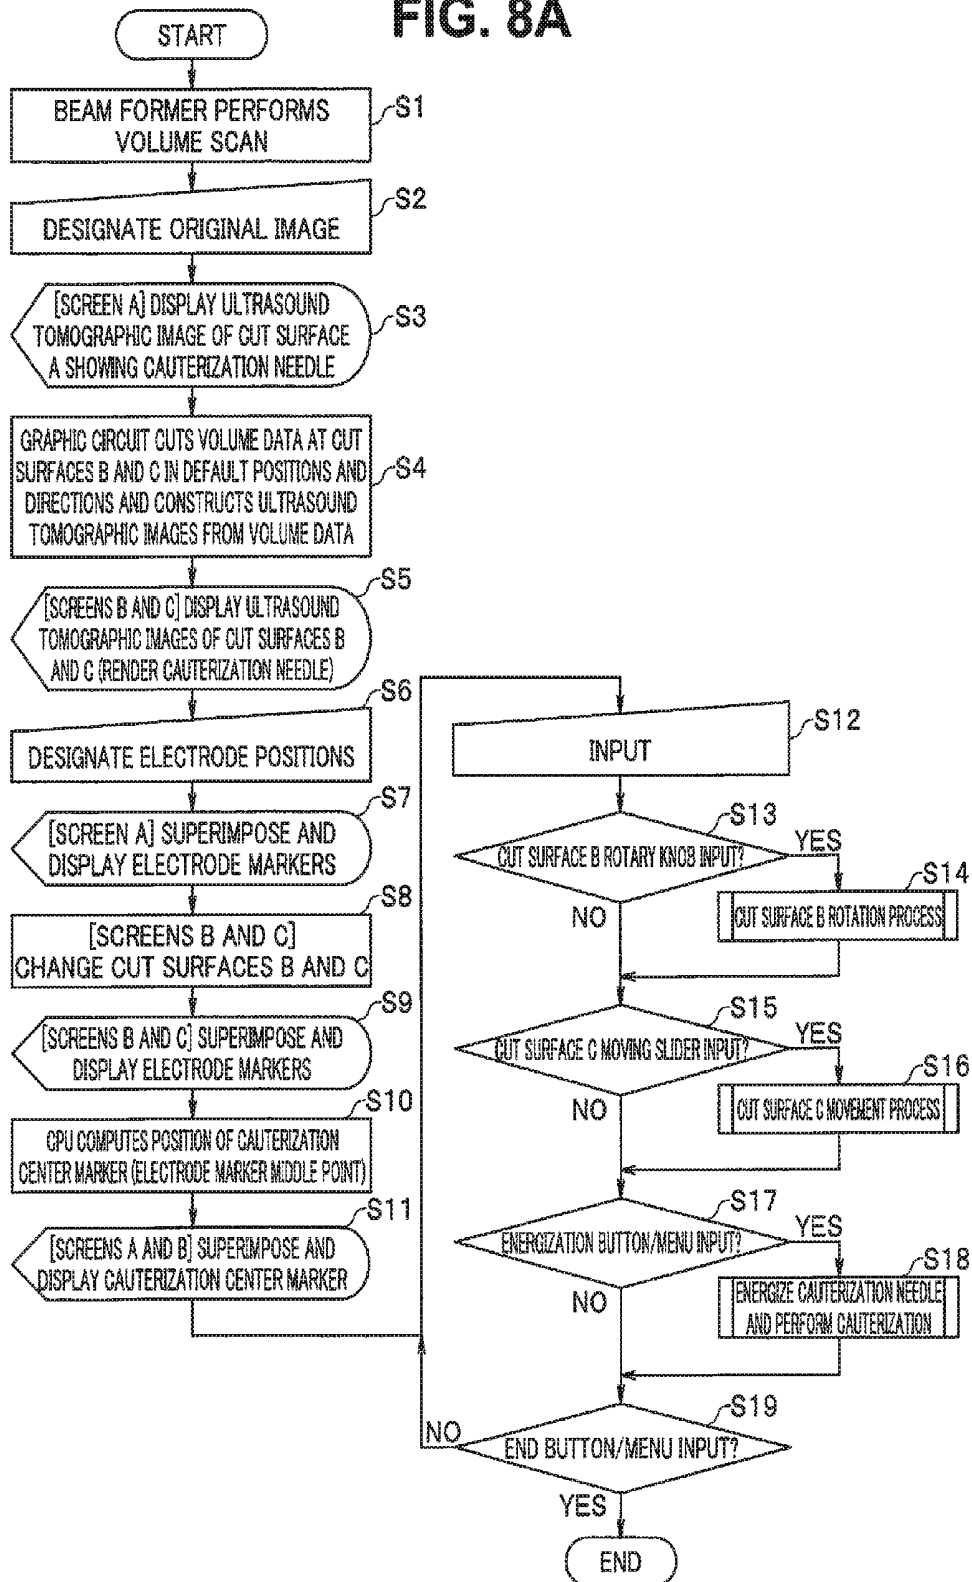 FIG. 8A
START
BEAM FORMER PERFORMS
VOLUME SCAN
S1
DESIGNATE ORIGINAL IMAGE
S2
[SCREEN A] DISPLAY ULTRASOUND
TOMOGRAPHIC IMAGE OF CUT SURFACE
A SHOWING CAUTERIZATION NEEDLE
S3
GRAPHIC CIRCUIT CUTS VOLUME DATA AT CUT
SURFACES B AND C IN DEFAULT POSITIONS AND
DIRECTIONS AND CONSTRUCTS ULTRASOUND
TOMOGRAPHIC IMAGES FROM VOLUME DATA
S4
[SCREENS B AND C] DISPLAY ULTRASOUND
TOMOGRAPHIC IMAGES OF CUT SURFACES B
AND C (RENDER CAUTERIZATION NEEDLE)
S5
DESIGNATE ELECTRODE POSITIONS
S6
[SCREEN A] SUPERIMPOSE AND
DISPLAY ELECTRODE MARKERS
S7
[SCREENS B AND C]
CHANGE CUT SURFACES B AND C
S8
[SCREENS B AND C] SUPERIMPOSE AND
DISPLAY ELECTRODE MARKERS
S9
CPU COMPUTES POSITION OF CAUTERIZATION
CENTER MARKER (ELECTRODE MARKER MIDDLE POINT)
S10
[SCREENS A AND B] SUPERIMPOSE AND
DISPLAY CAUTERIZATION CENTER MARKER
S11
INPUT
S12
CUT SURFACE B ROTARY KNOB INPUT?
S13
YES
NO
CUT SURFACE B ROTATION PROCESS
S14
CUT SURFACE C MOVING SLIDER INPUT?
S15
YES
NO
CUT SURFACE C MOVEMENT PROCESS
S16
ENERGIZATION BUTTON/MENU INPUT?
S17
YES
NO
ENERGIZE CAUTERIZATION NEEDLE
AND PERFORM CAUTERIZATION
S18
END BUTTON/MENU INPUT?
S19
NO
YES
END